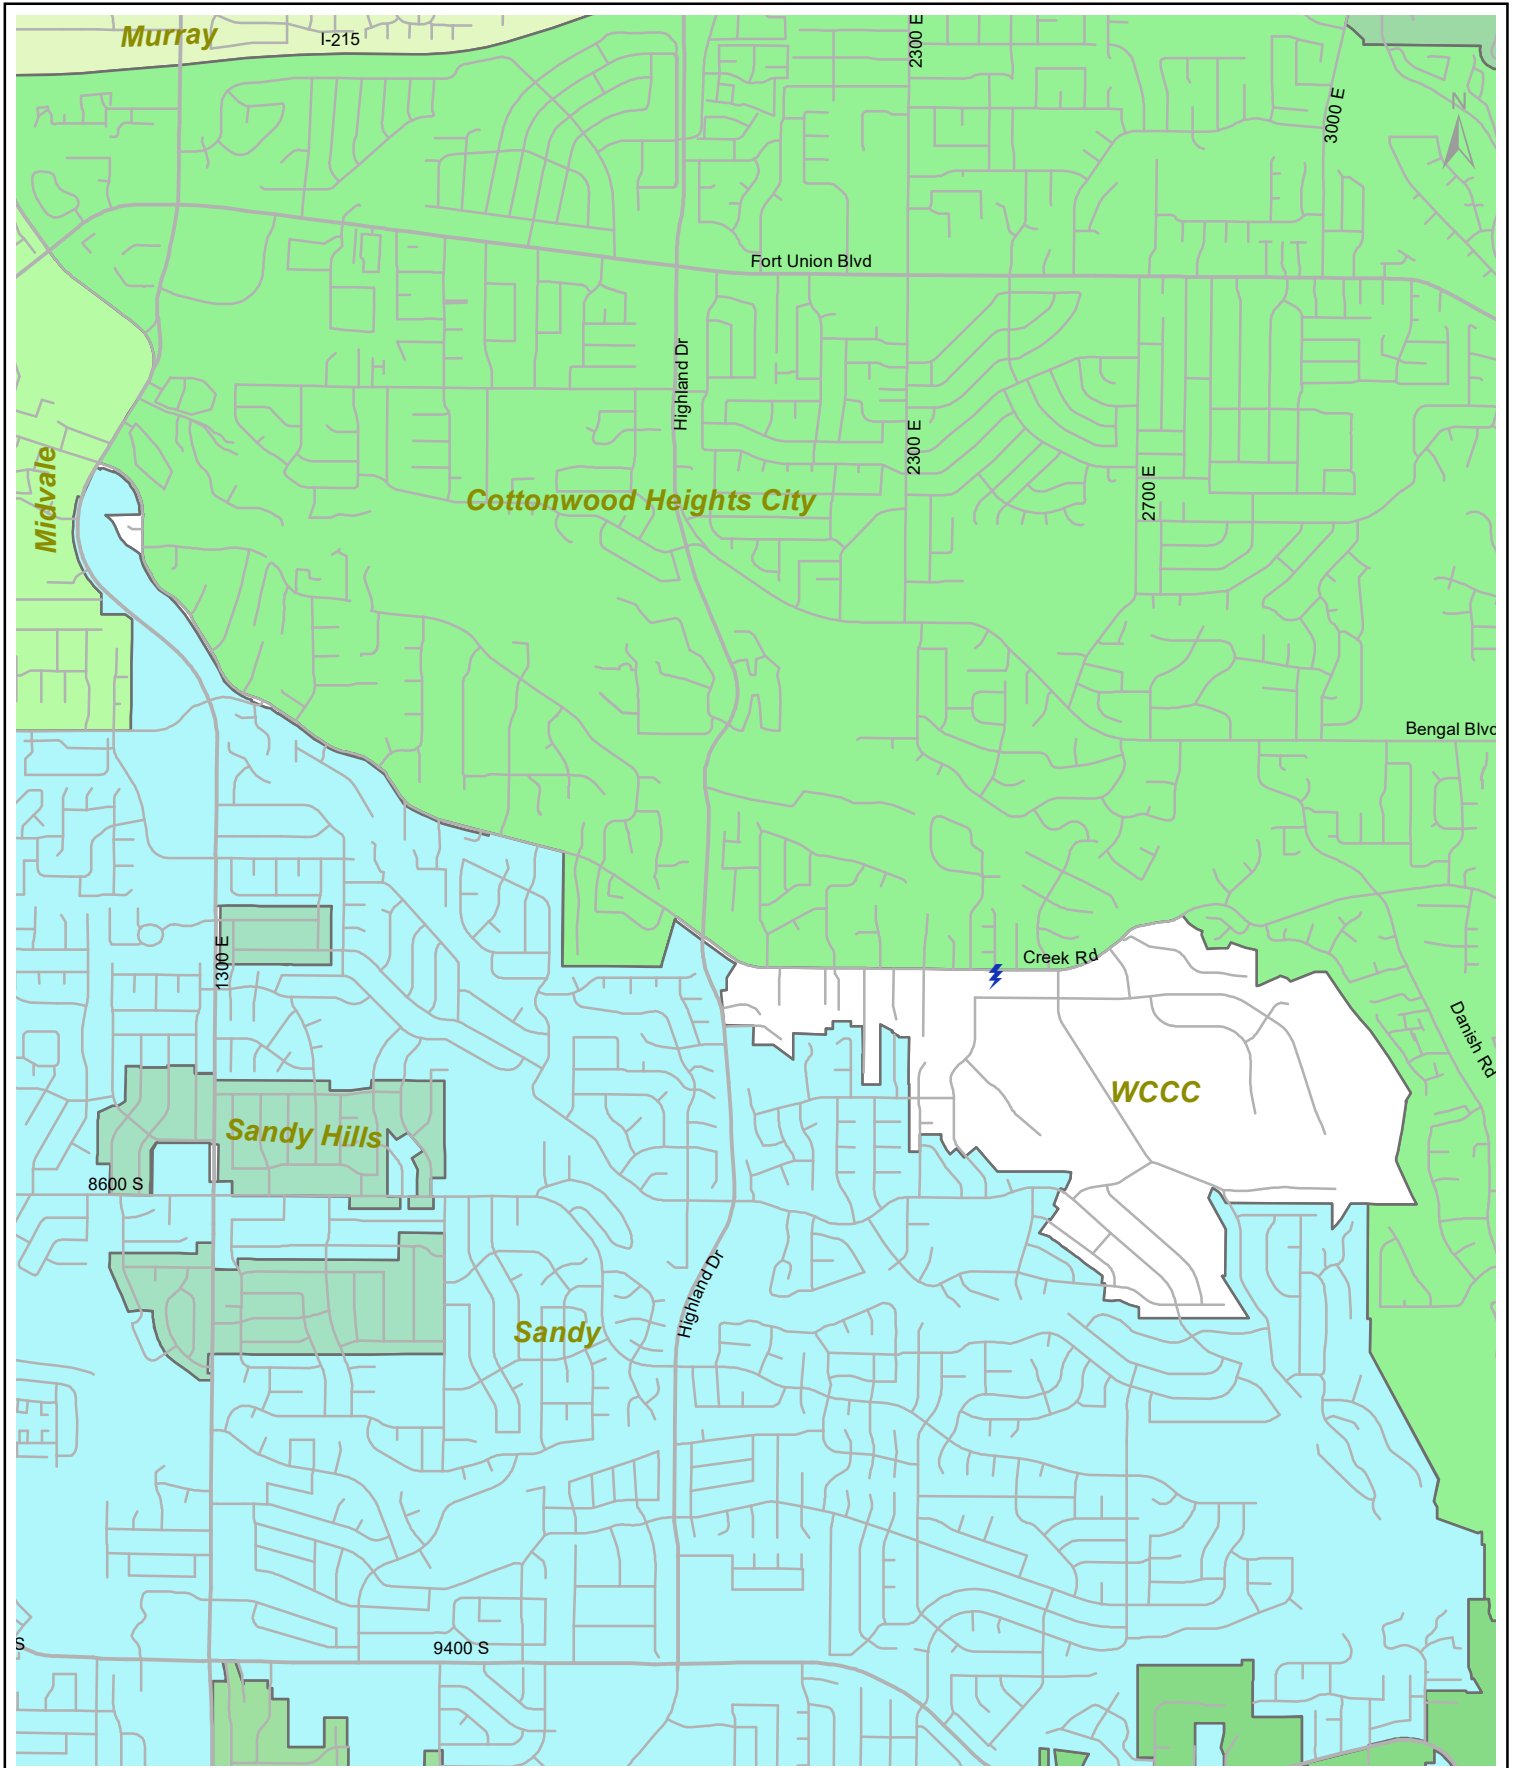 Murray
I-215
2300 E
3000 E
N
Fort Union Blvd
Highland Dr
2300 E
2700 E
Midvale
Cottonwood Heights City
Bengal Blvd
1300 E
Creek Rd
Danish Rd
WCCC
Sandy Hills
8600 S
Highland Dr
Sandy
S
9400 S